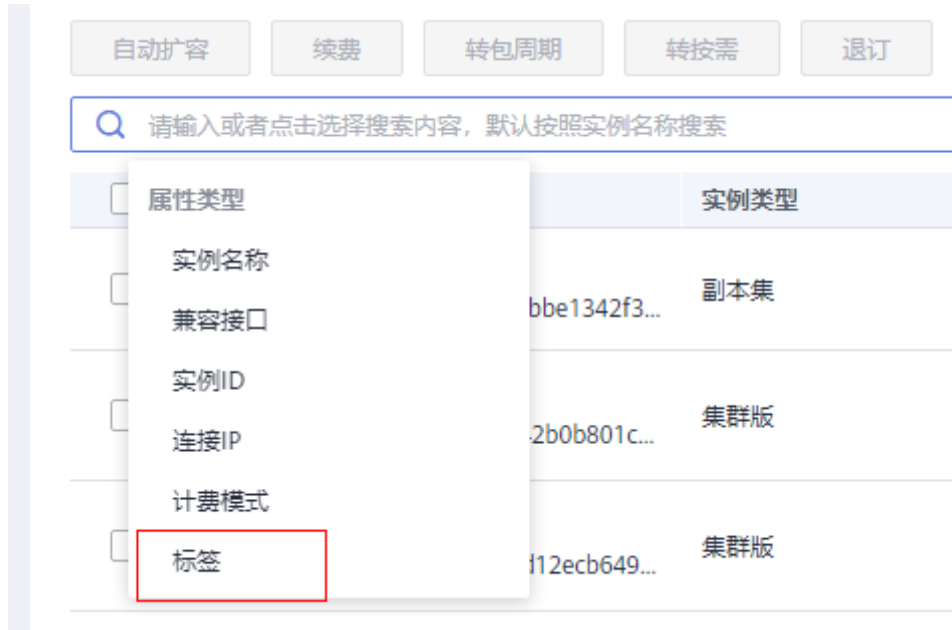 自动扩容 续费 转包周期 转按需 退订
请输入或者点击选择搜索内容，默认按照实例名称搜索
属性类型 实例类型
实例名称
副本集
bbe1342f3...
兼容接口
实例ID
集群版
连接IP 2b0b801c...
计费模式
集群版
标签 d12ecb649...